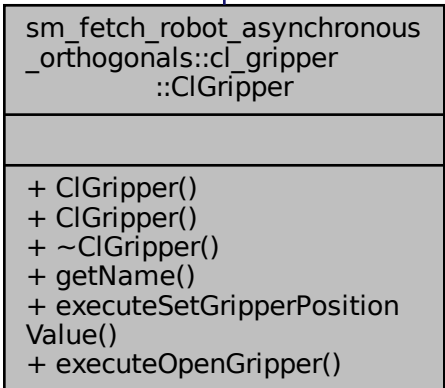 sm_fetch_robot_asynchronous
_orthogonals::cl_gripper
::ClGripper
+ ClGripper()
+ ClGripper()
+ ~ClGripper()
+ getName()
+ executeSetGripperPosition
Value()
+ executeOpenGripper()